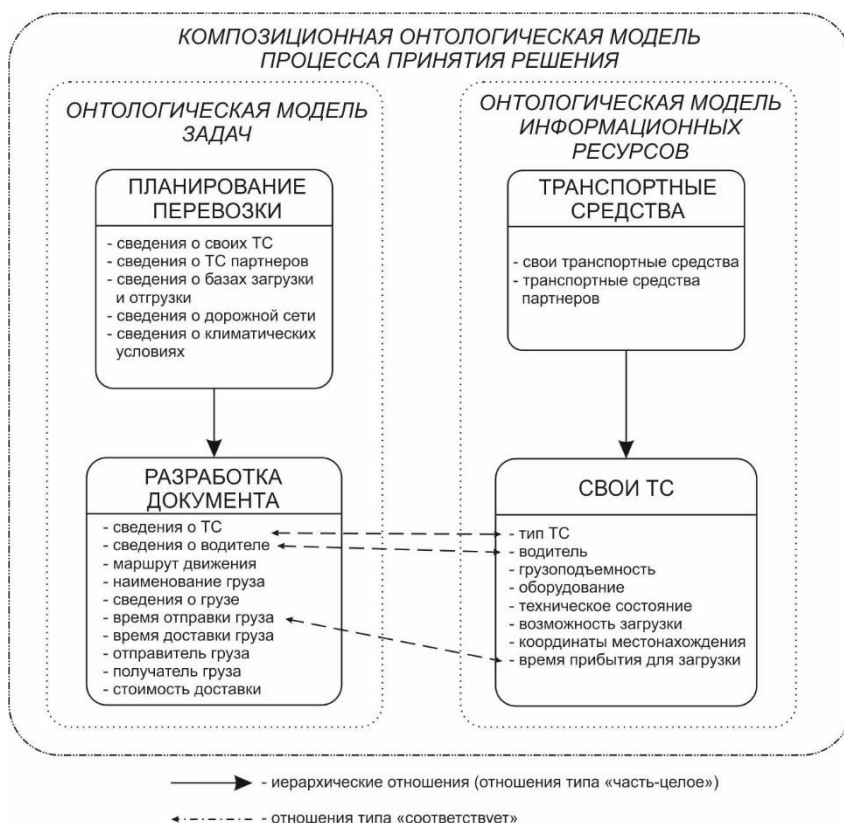 КОМПОЗИЦИОННАЯ ОНТОЛОГИЧЕСКАЯ МОДЕЛЬ
ПРОЦЕССА ПРИНЯТИЯ РЕШЕНИЯ
ОНТОЛОГИЧЕСКАЯ МОДЕЛЬ
ЗАДАЧ
ПЛАНИРОВАНИЕ
ПЕРЕВОЗКИ
- сведения о своих ТС
- сведения о ТС партнеров
- сведения о базах загрузки
и отгрузки
- сведения о дорожной сети
- сведения о климатических
условиях
РАЗРАБОТКА
ДОКУМЕНТА
- сведения о ТС
- сведения о водителе
- маршрут движения
- наименование груза
- сведения о грузе
- время отправки груза
- время доставки груза
- отправитель груза
- получатель груза
- стоимость доставки
ОНТОЛОГИЧЕСКАЯ МОДЕЛЬ
ИНФОРМАЦИОННЫХ
РЕСУРСОВ
ТРАНСПОРТНЫЕ
СРЕДСТВА
- свои транспортные средства
- транспортные средства
партнеров
СВОИ ТС
- тип ТС
- водитель
- грузоподъемность
- оборудование
- техническое состояние
- возможность загрузки
- координаты местонахождения
- время прибытия для загрузки
- иерархические отношения (отношения типа «часть-целое»)
- отношения типа «соответствует»